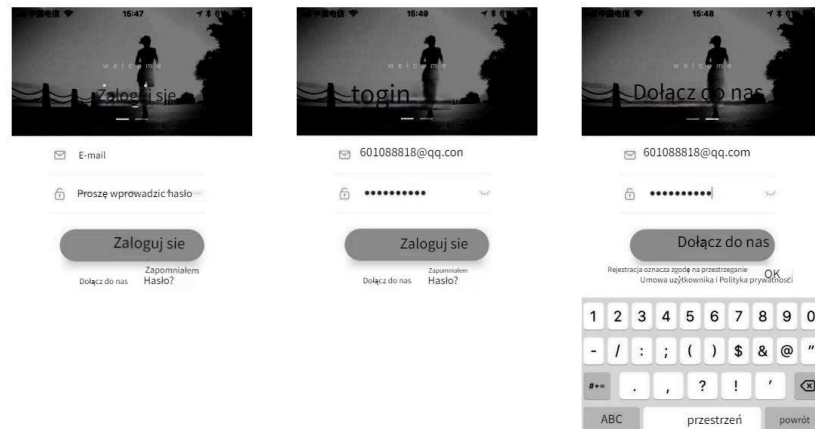 15:47
welcome
Zaloguj sie
E-mail
Proszę wprowadzic hasło
Zaloguj sie
Dołącz do nas
Zapomniałem
Hasło?
15:49
welcome
togin
601088818@qq.con
Zaloguj sie
Dołącz do nas
Zapomniałem
Hasło?
15:48
welcome
Dołącz do nas
601088818@qq.com
Dołącz do nas
Rejestracja oznacza zgodę na przestrzeganie
OK
Umowa użytkownika i Polityka prywatnosci
1 2 3 4 5 6 7 8 9 0
- / : ; ( ) $ & @ "
#+= . , ? ! '
ABC przestrzeń powrót